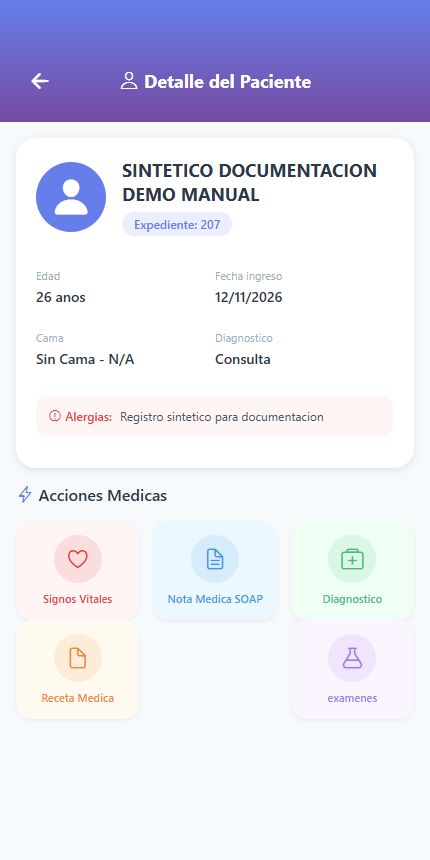 Detalle del Paciente
SINTETICO DOCUMENTACION
DEMO MANUAL
Expediente: 207
Edad
26 anos
Fecha ingreso
12/11/2026
Cama
Sin Cama - N/A
Diagnostico
Consulta
Alergias: Registro sintetico para documentacion
Acciones Medicas
Signos Vitales
Nota Medica SOAP
Diagnostico
Receta Medica
examenes